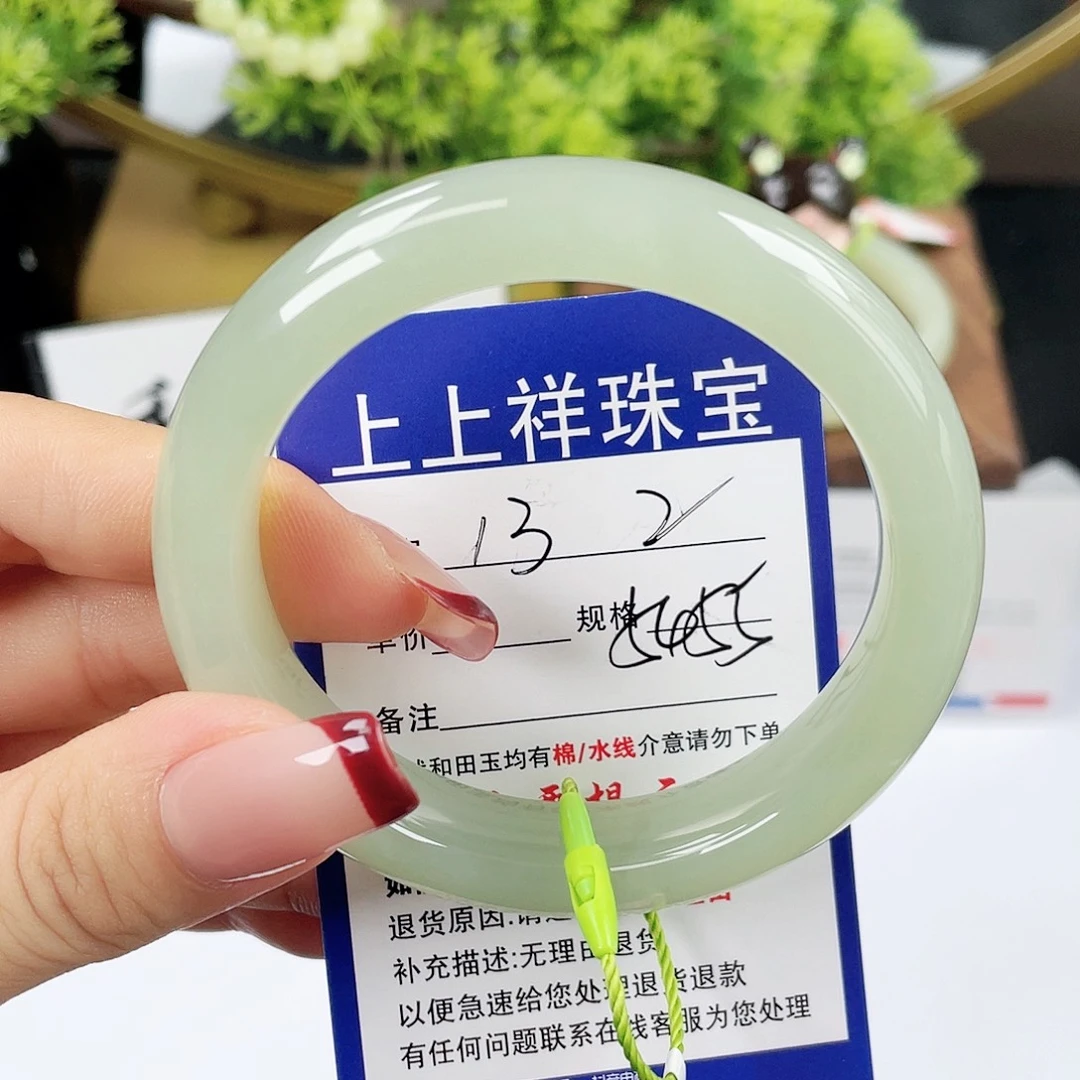 上上祥珠宝
13 2
单价 规格 5455
备注
和田玉均有棉/水线介意请勿下单
退货原因:请
补充描述:无理由退货
以便急速给您处理退货退款
有任何问题联系在线客服为您处理